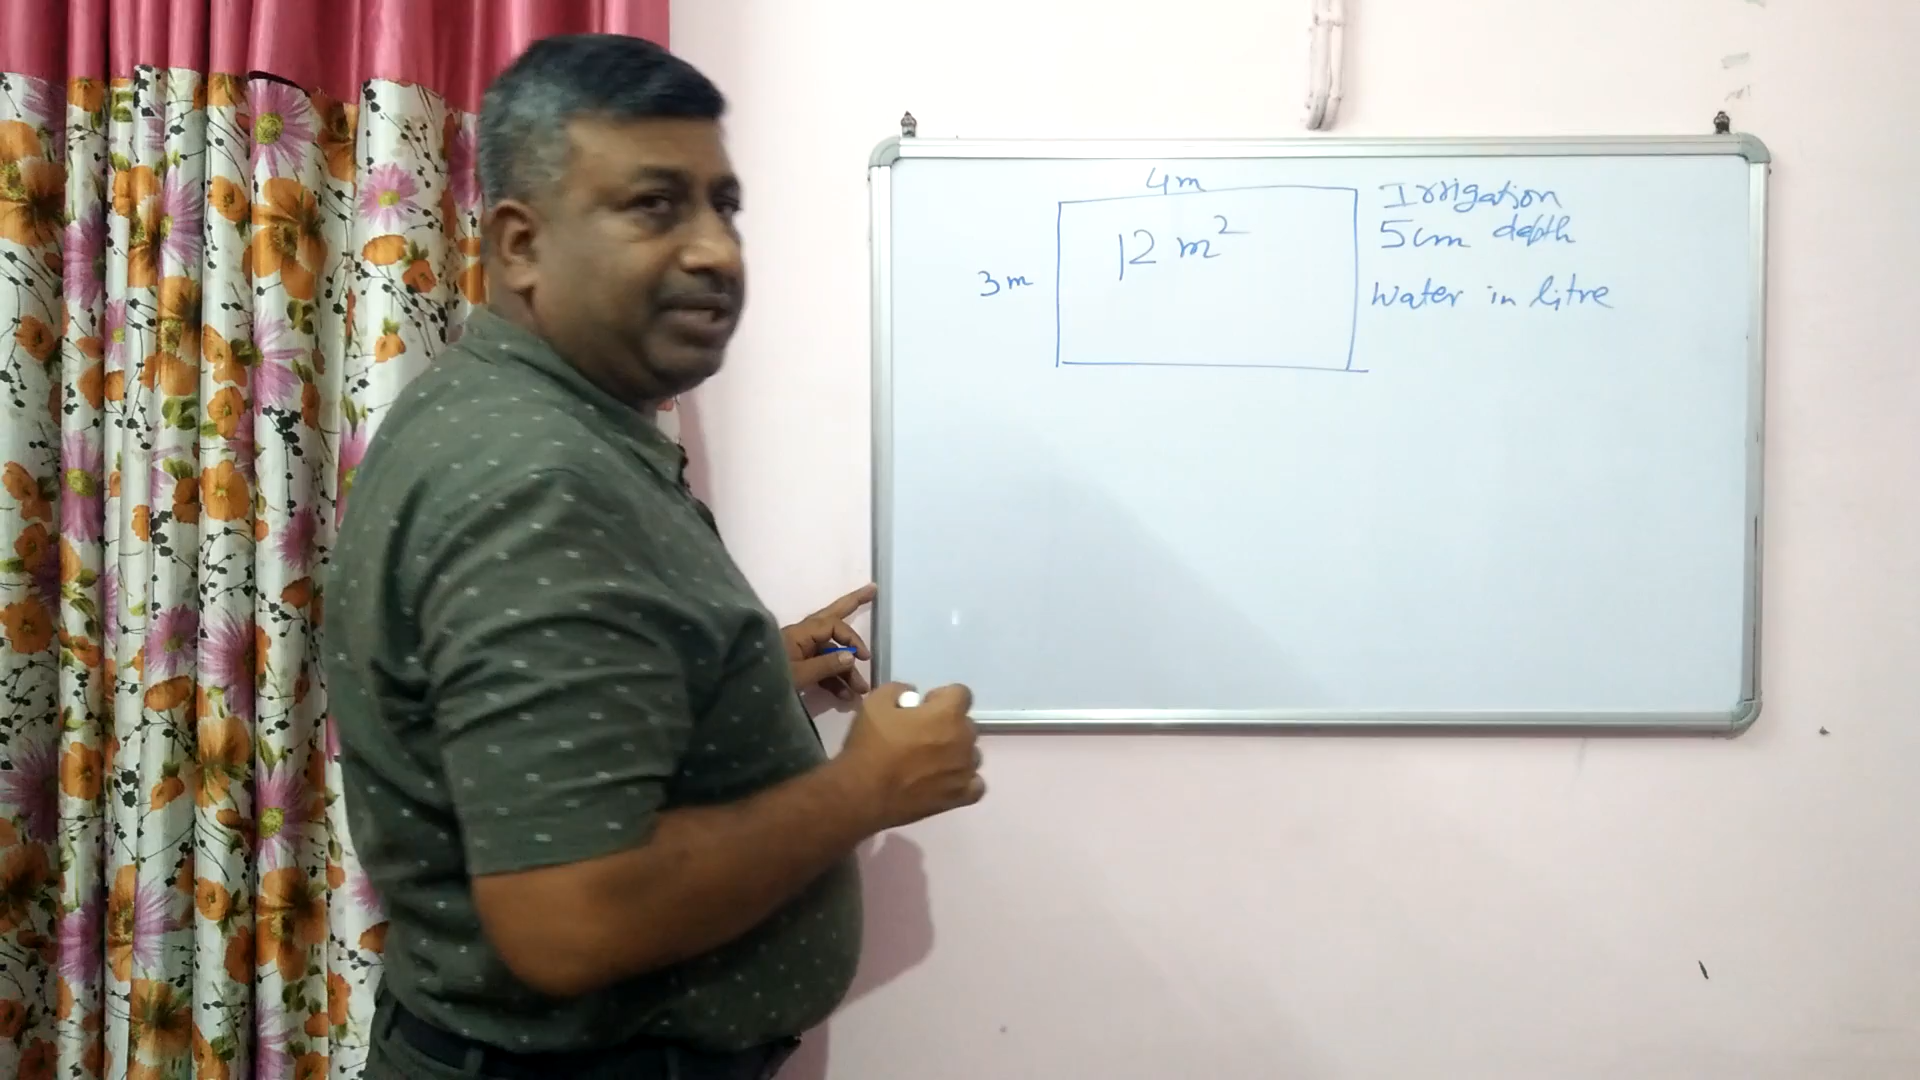 4m
12 m²
3m
Irrigation
5cm depth
Water in litre